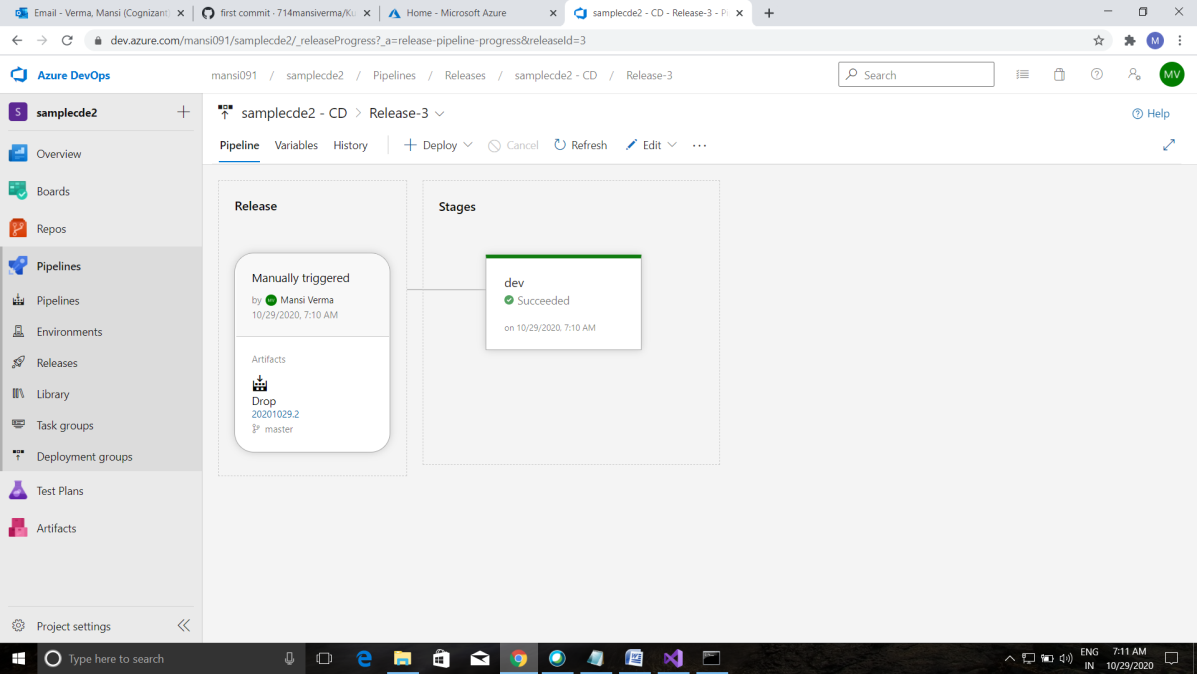 Email - Verma, Mansi (Cognizant)
first commit · 714mansiverma/Ku
Home - Microsoft Azure
samplecde2 - CD - Release-3 - Pi
dev.azure.com/mansi091/samplecde2/_releaseProgress?_a=release-pipeline-progress&releaseId=3
M
Azure DevOps
mansi091 / samplecde2 / Pipelines / Releases / samplecde2 - CD / Release-3
Search
MV
S samplecde2
samplecde2 - CD > Release-3
Help
Pipeline Variables History Deploy Cancel Refresh Edit ...
Overview
Boards
Repos
Pipelines
Pipelines
Environments
Releases
Library
Task groups
Deployment groups
Test Plans
Artifacts
Project settings
Release
Manually triggered
by MV Mansi Verma
10/29/2020, 7:10 AM
Artifacts
Drop
20201029.2
master
Stages
dev
Succeeded
on 10/29/2020, 7:10 AM
Type here to search
ENG
IN
7:11 AM
10/29/2020